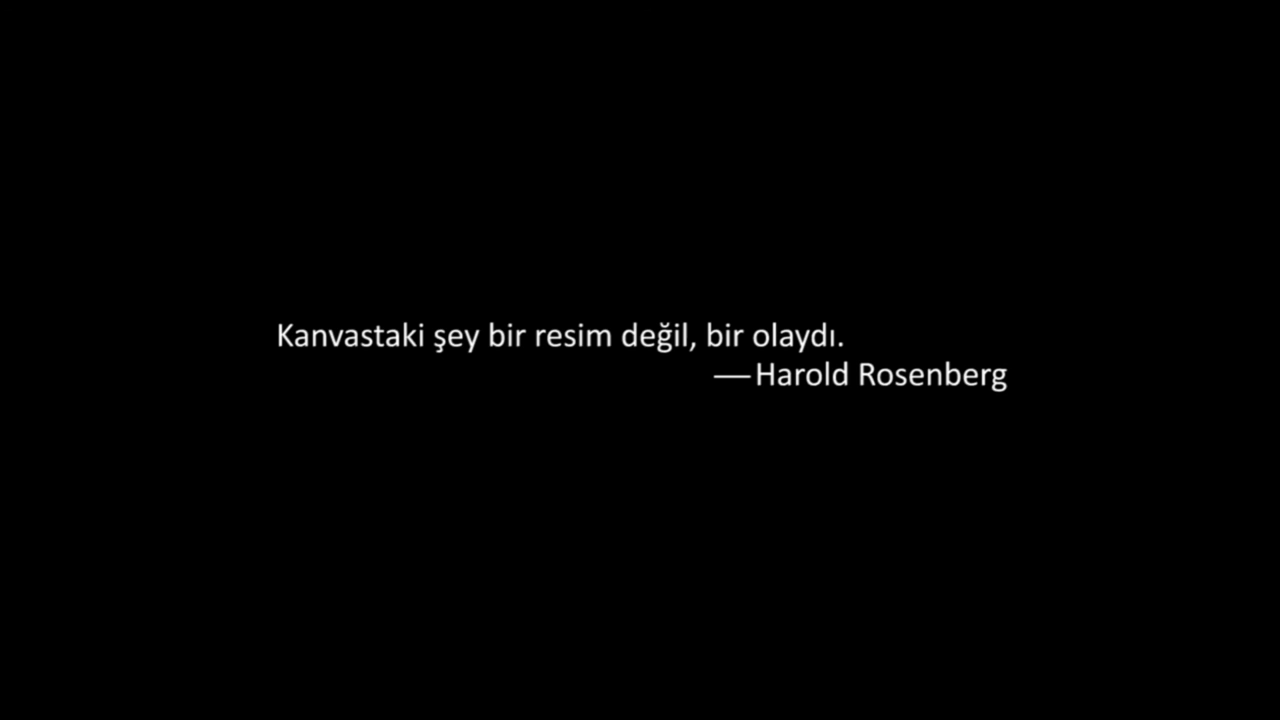 Kanvastaki şey bir resim değil, bir olaydı.
— Harold Rosenberg